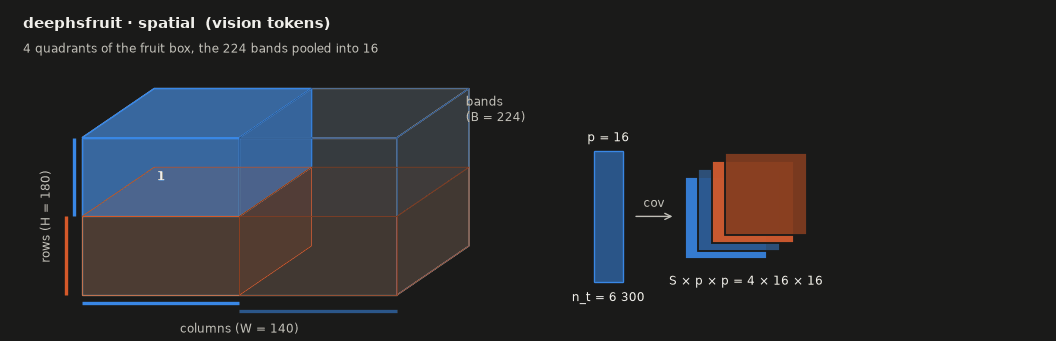 deephsfruit · spatial  (vision tokens)
4 quadrants of the fruit box, the 224 bands pooled into 16
bands
(B = 224)
1
rows (H = 180)
columns (W = 140)
p = 16
n_t = 6 300
cov
S × p × p = 4 × 16 × 16